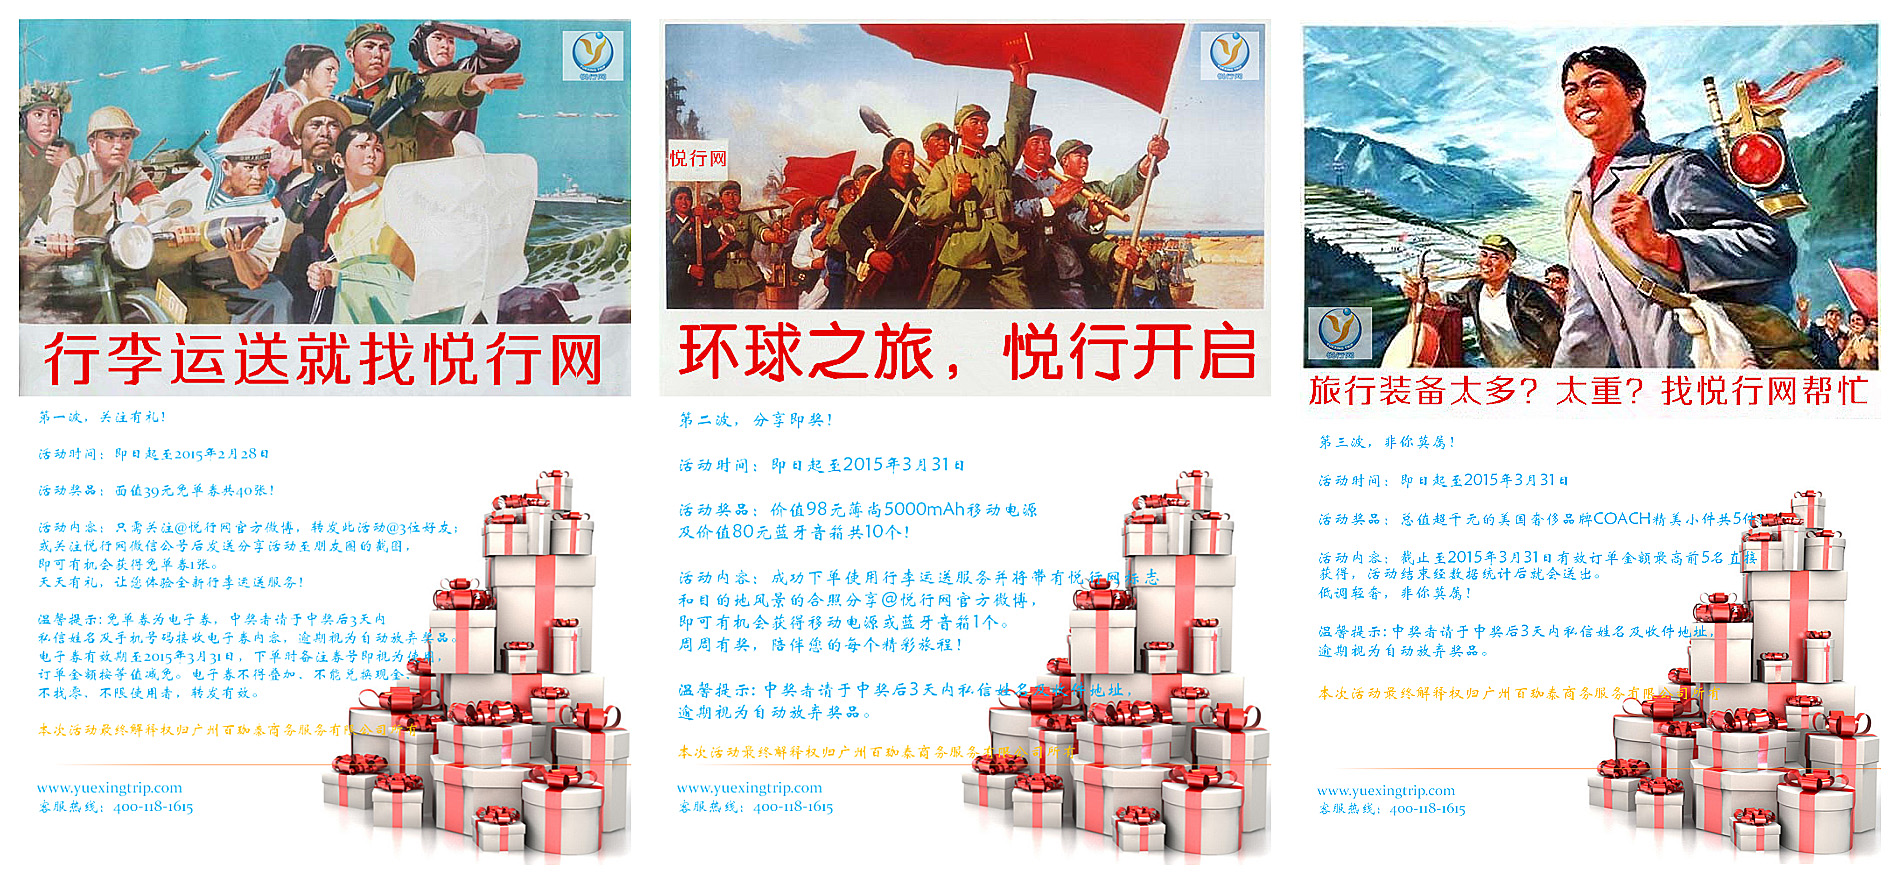 悦行网
行李运送就找悦行网
第一波，关注有礼！
活动时间：即日起至2015年2月28日
活动奖品：面值39元免单券共40张！
活动内容：只需关注@悦行网官方微博，转发此活动@3位好友；
或关注悦行网微信公号后发送分享活动至朋友圈的截图，
即可有机会获得免单券1张。
天天有礼，让您体验全新行李运送服务！
温馨提示：免单券为电子券，中奖者请于中奖后3天内
私信姓名及手机号码接收电子券内容，逾期视为自动放弃奖品。
电子券有效期至2015年3月31日，下单时备注券号即视为使用，
订单金额按等值减免。电子券不得叠加、不能兑换现金、
不找零、不限使用者，转发有效。
本次活动最终解释权归广州百珈泰商务服务有限公司所有
www.yuexingtrip.com
客服热线：400-118-1615
悦行网
悦行网
环球之旅，悦行开启
第二波，分享即奖！
活动时间：即日起至2015年3月31日
活动奖品：价值98元薄尚5000mAh移动电源
及价值80元蓝牙音箱共10个！
活动内容：成功下单使用行李运送服务并将带有悦行网标志
和目的地风景的合照分享@悦行网官方微博，
即可有机会获得移动电源或蓝牙音箱1个。
周周有奖，陪伴您的每个精彩旅程！
温馨提示：中奖者请于中奖后3天内私信姓名及收件地址，
逾期视为自动放弃奖品。
本次活动最终解释权归广州百珈泰商务服务有限公司所有
www.yuexingtrip.com
客服热线：400-118-1615
悦行网
旅行装备太多？太重？找悦行网帮忙
第三波，非你莫属！
活动时间：即日起至2015年3月31日
活动奖品：总值超千元的美国奢侈品牌COACH精美小件共5件！
活动内容：截止至2015年3月31日有效订单金额最高前5名直接
获得，活动结束经数据统计后就会送出。
低调轻奢，非你莫属！
温馨提示：中奖者请于中奖后3天内私信姓名及收件地址，
逾期视为自动放弃奖品。
本次活动最终解释权归广州百珈泰商务服务有限公司所有
www.yuexingtrip.com
客服热线：400-118-1615